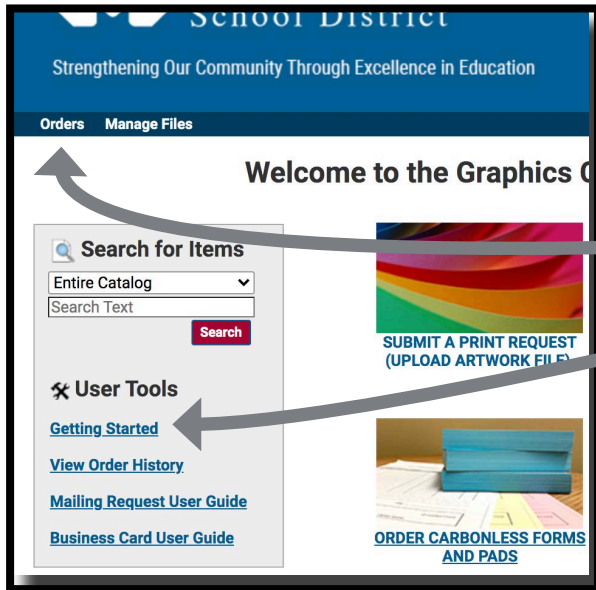 School District
Strengthening Our Community Through Excellence in Education
Orders Manage Files
Welcome to the Graphics
Search for Items
Entire Catalog
Search Text
Search
SUBMIT A PRINT REQUEST
(UPLOAD ARTWORK FILE)
User Tools
Getting Started
View Order History
Mailing Request User Guide
Business Card User Guide
ORDER CARBONLESS FORMS
AND PADS